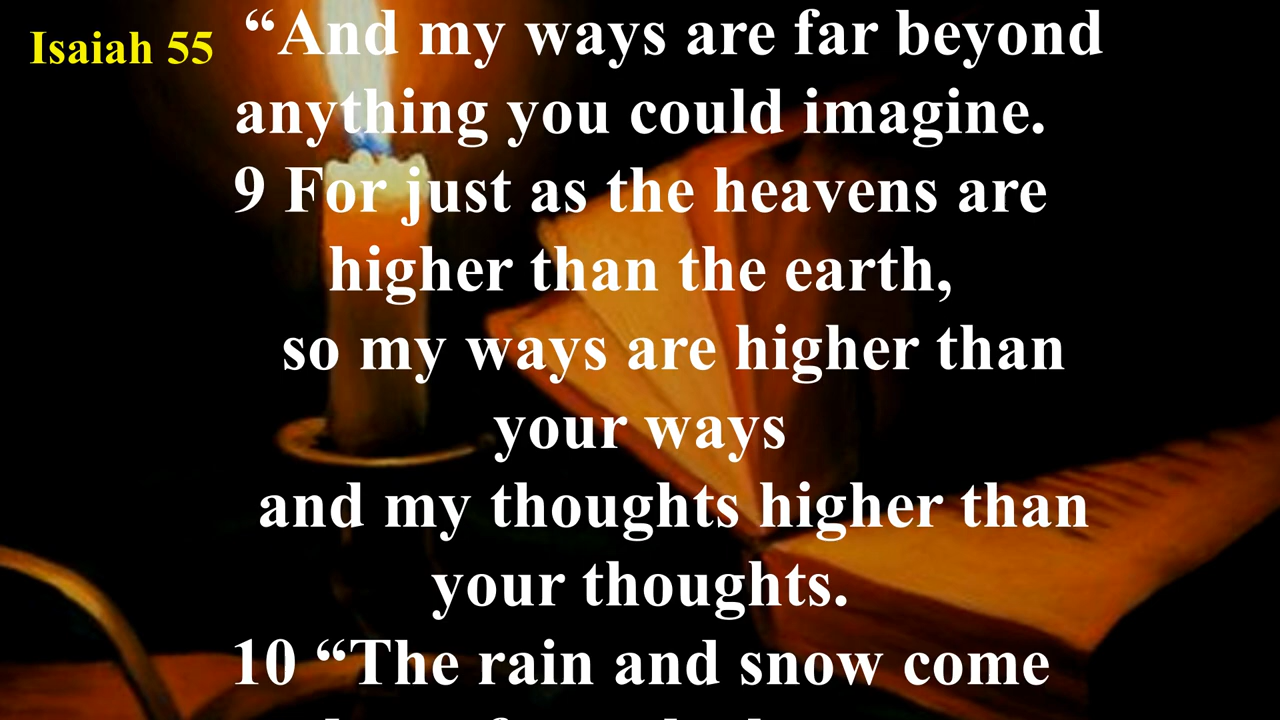 Isaiah 55
“And my ways are far beyond
anything you could imagine.
9 For just as the heavens are
higher than the earth,
so my ways are higher than
your ways
and my thoughts higher than
your thoughts.
10 “The rain and snow come